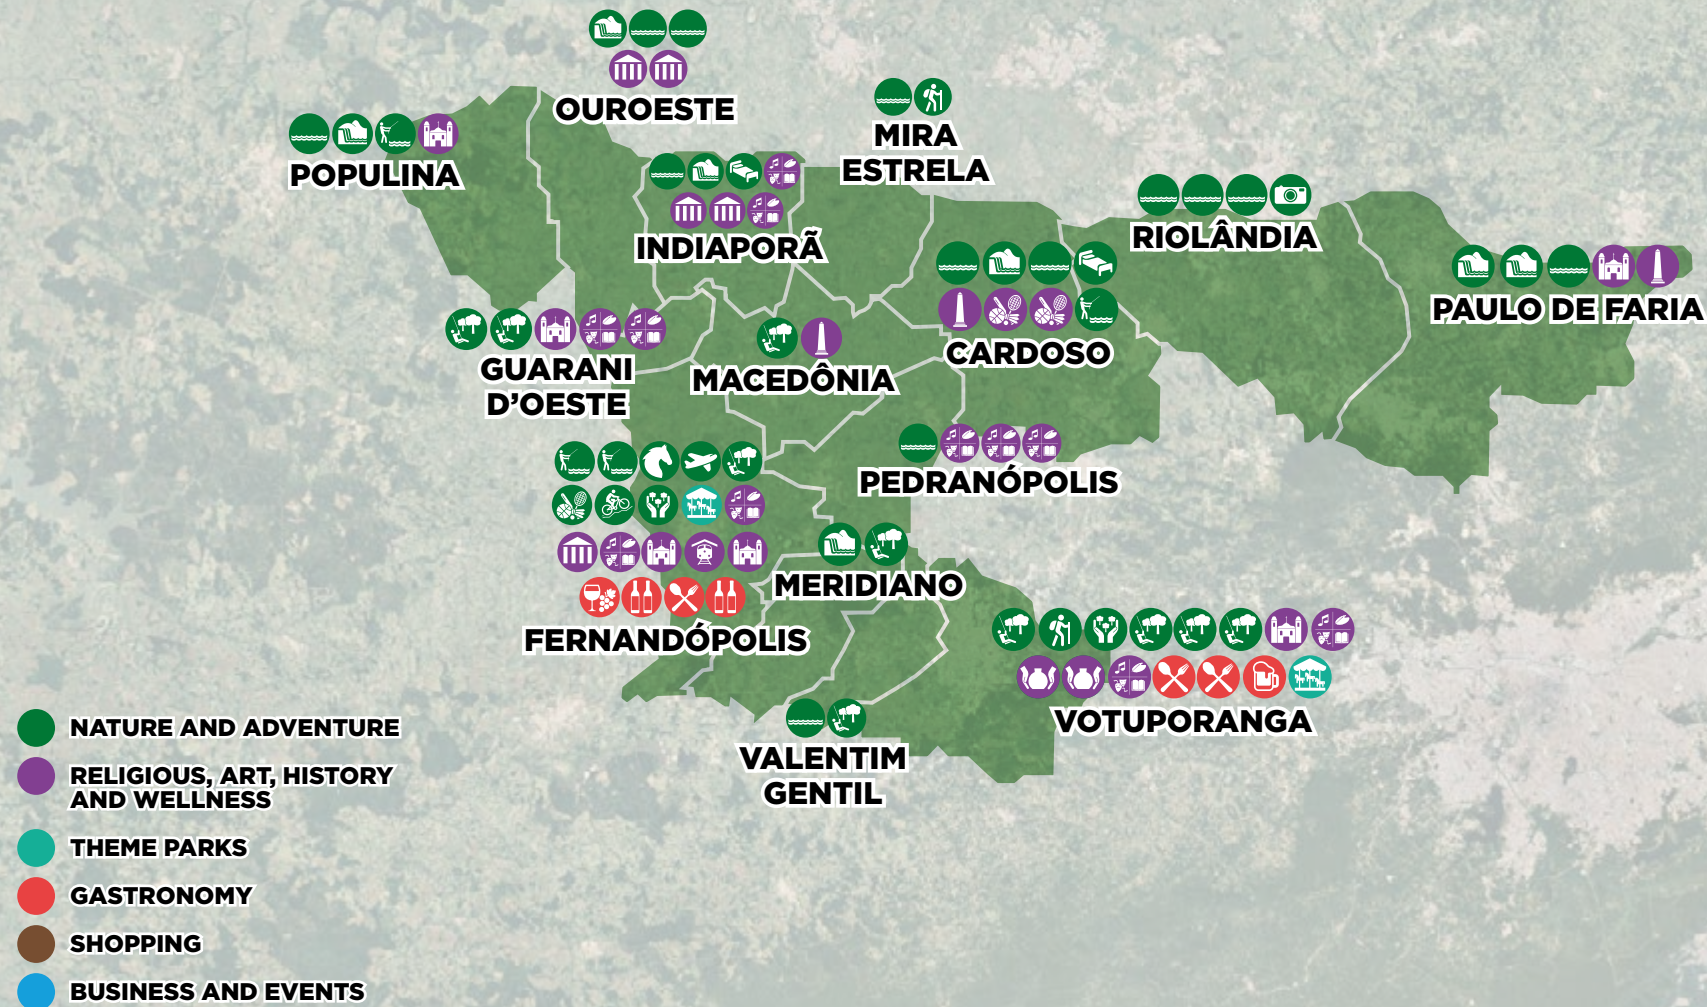 OUROESTE
POPULINA
MIRA
ESTRELA
INDIAPORÃ
RIOLÂNDIA
PAULO DE FARIA
GUARANI
D'OESTE
MACEDÔNIA
CARDOSO
PEDRANÓPOLIS
MERIDIANO
FERNANDÓPOLIS
VOTUPORANGA
VALENTIM
GENTIL
NATURE AND ADVENTURE
RELIGIOUS, ART, HISTORY
AND WELLNESS
THEME PARKS
GASTRONOMY
SHOPPING
BUSINESS AND EVENTS